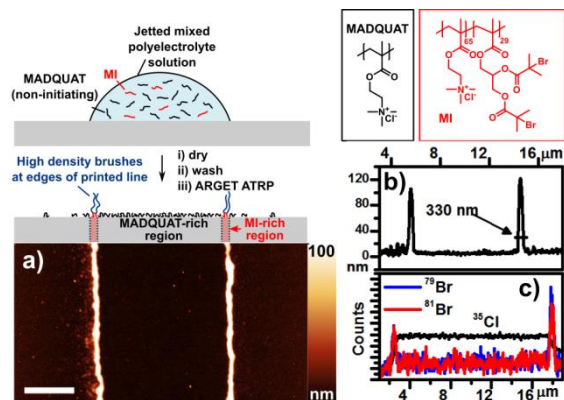 Jetted mixed
polyelectrolyte
solution
MI
MADQUAT
(non-initiating)
High density brushes
at edges of printed line
i) dry
ii) wash
iii) ARGET ATRP
MADQUAT-rich
region
MI-rich
region
a)
100
nm
MADQUAT
O
O
N+
Cl-
65
29
O
O
O
O
O
O
O
O
Br
N+
Cl-
Br
MI
4 8 12 16 μm
b)
120
80
40
0
nm
330 nm
c)
79Br
81Br
35Cl
Counts
4 8 12 16 μm